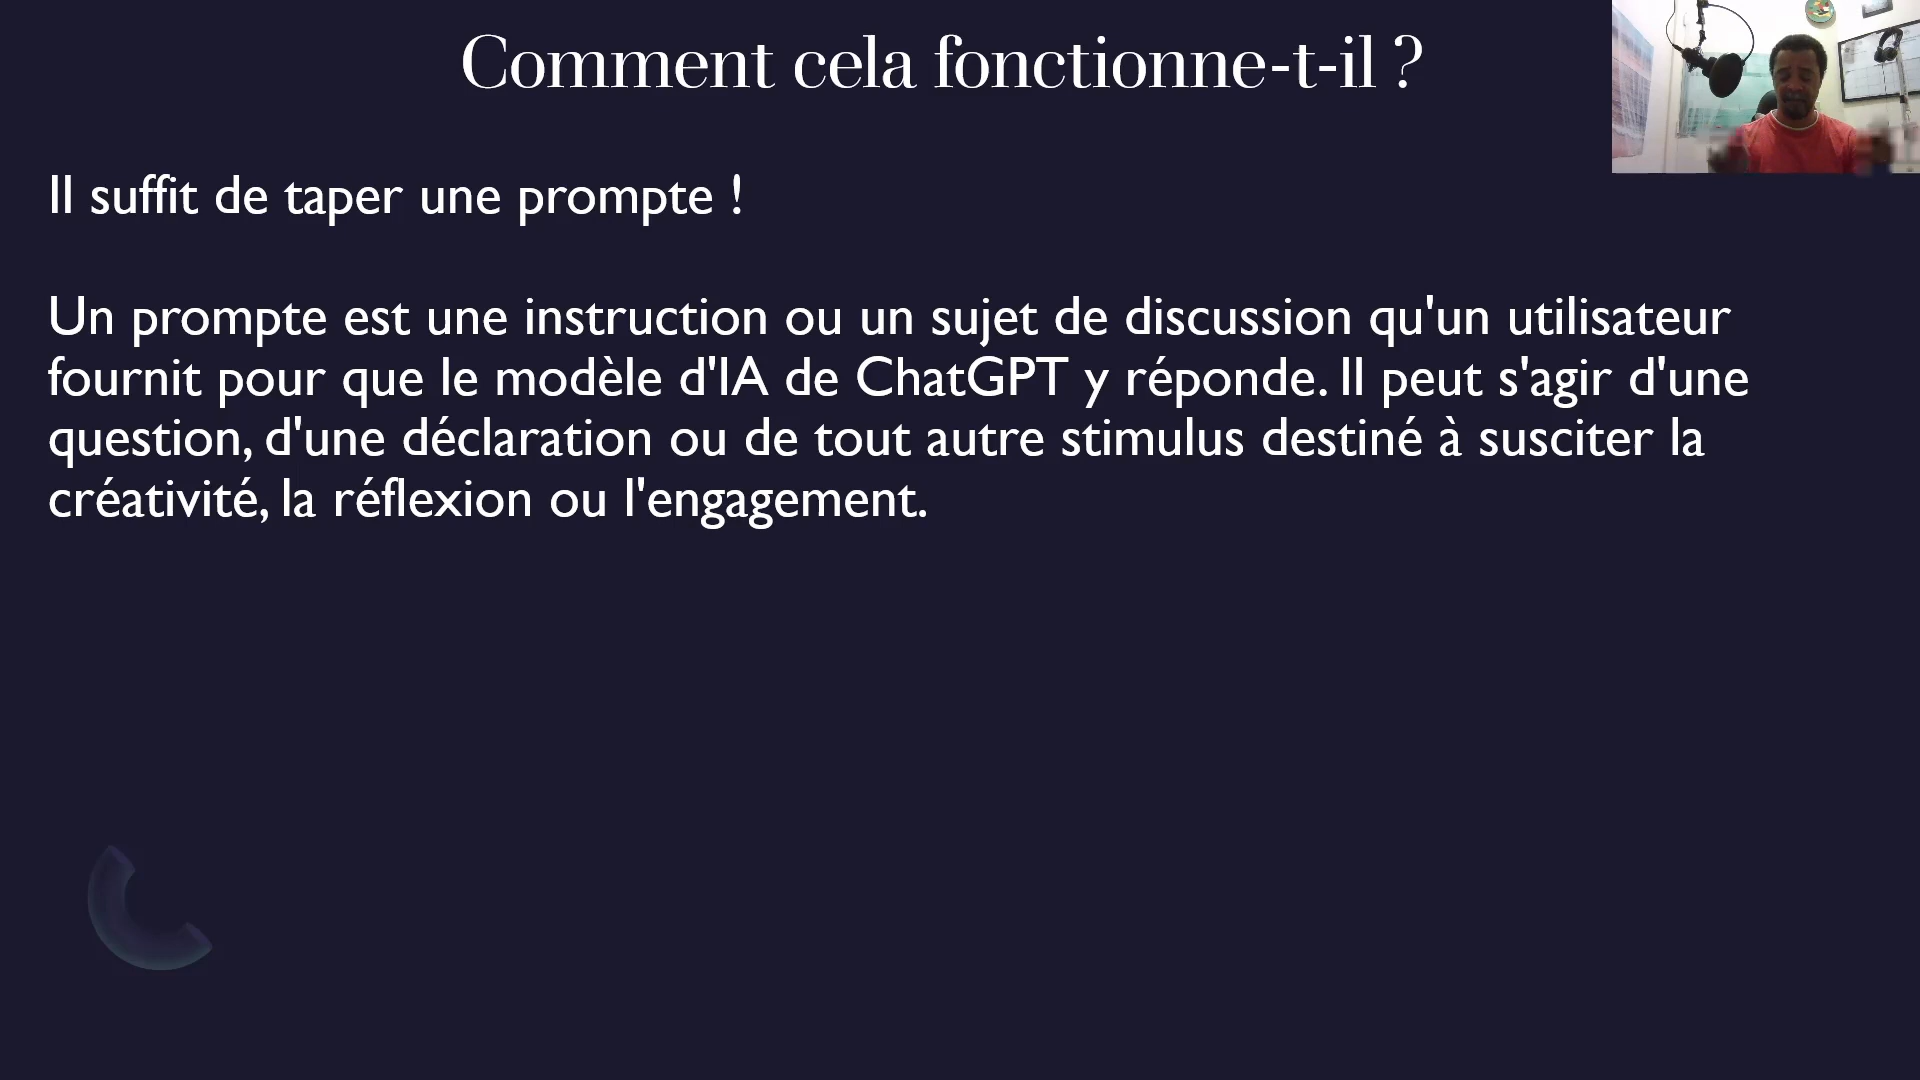 Comment cela fonctionne-t-il ?
Il suffit de taper une prompte !
Un prompte est une instruction ou un sujet de discussion qu'un utilisateur
fournit pour que le modèle d'IA de ChatGPT y réponde. Il peut s'agir d'une
question, d'une déclaration ou de tout autre stimulus destiné à susciter la
créativité, la réflexion ou l'engagement.